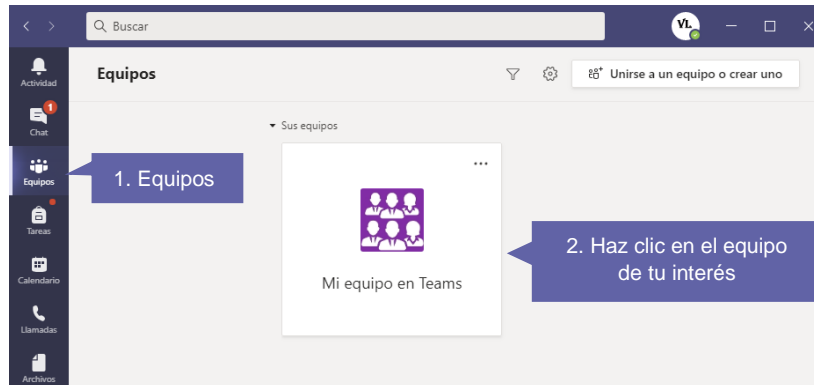 Buscar
VL
Actividad
Equipos
Unirse a un equipo o crear uno
1
Chat
Sus equipos
Equipos
1. Equipos
Tareas
2. Haz clic en el equipo
de tu interés
Calendario
Mi equipo en Teams
Llamadas
Archivos